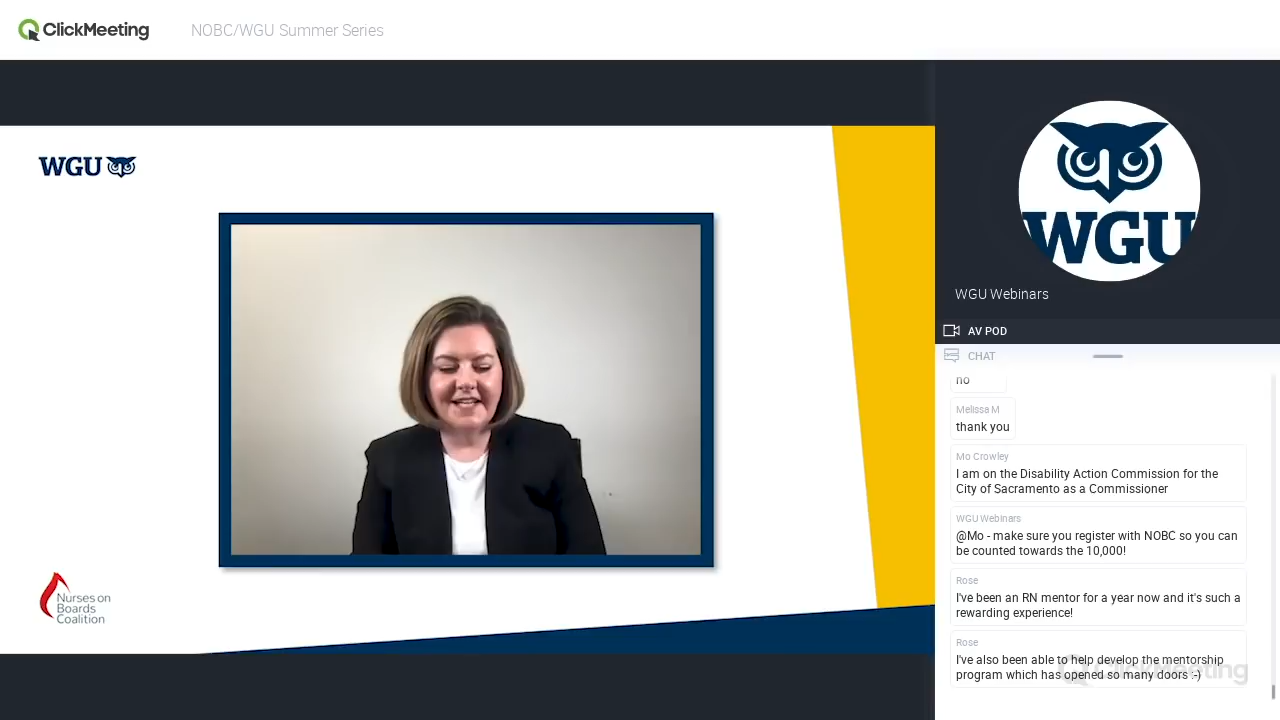 ClickMeeting
NOBC/WGU Summer Series
WGU
Nurses on
Boards
Coalition
WGU
WGU Webinars
AV POD
CHAT
no
Melissa M
thank you
Mo Crowley
I am on the Disability Action Commission for the
City of Sacramento as a Commissioner
WGU Webinars
@Mo - make sure you register with NOBC so you can
be counted towards the 10,000!
Rose
I've been an RN mentor for a year now and it's such a
rewarding experience!
Rose
I've also been able to help develop the mentorship
program which has opened so many doors :-)
ClickMeeting